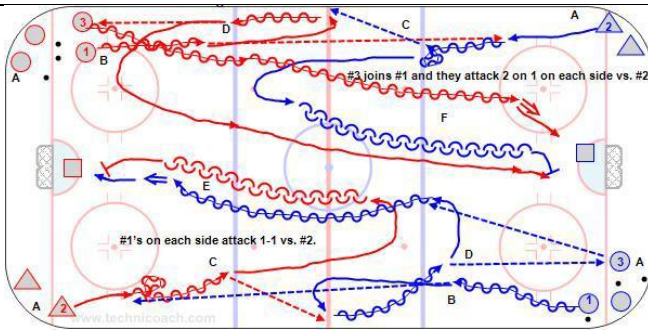 3
D
C
A
2
1
B
A
#3 joins #1 and they attack 2 on 1 on each side vs. #2
F
E
#1's on each side attack 1-1 vs. #2.
C
D
3
A
A
2
B
1
www.technicoach.com